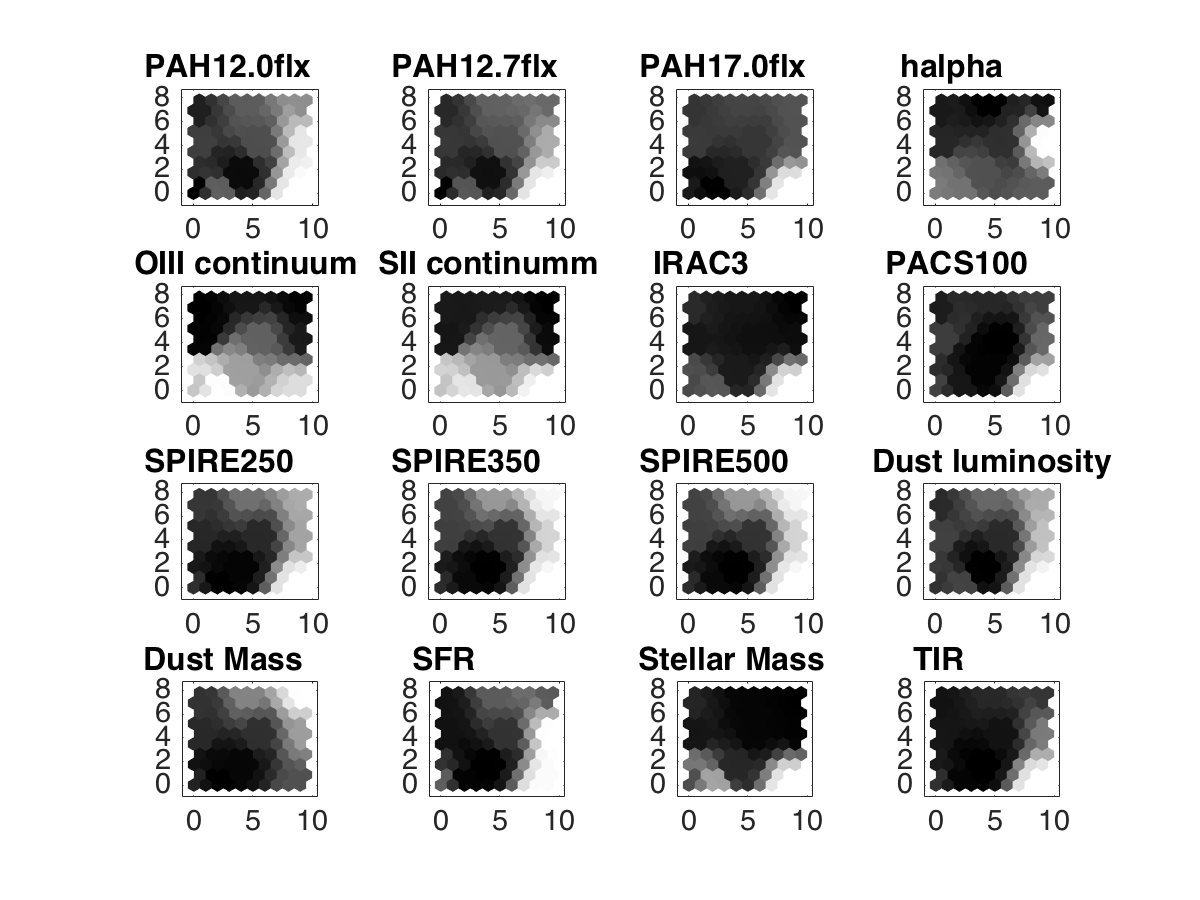 PAH12.0flx PAH12.7flx PAH17.0flx halpha
8 8 8 8
6 6 6 6
4 4 4 4
2 2 2 2
0 0 0 0
0 5 10 0 5 10 0 5 10 0 5 10
OIII continuum SII continumm IRAC3 PACS100
8 8 8 8
6 6 6 6
4 4 4 4
2 2 2 2
0 0 0 0
0 5 10 0 5 10 0 5 10 0 5 10
SPIRE250 SPIRE350 SPIRE500 Dust luminosity
8 8 8 8
6 6 6 6
4 4 4 4
2 2 2 2
0 0 0 0
0 5 10 0 5 10 0 5 10 0 5 10
Dust Mass SFR Stellar Mass TIR
8 8 8 8
6 6 6 6
4 4 4 4
2 2 2 2
0 0 0 0
0 5 10 0 5 10 0 5 10 0 5 10